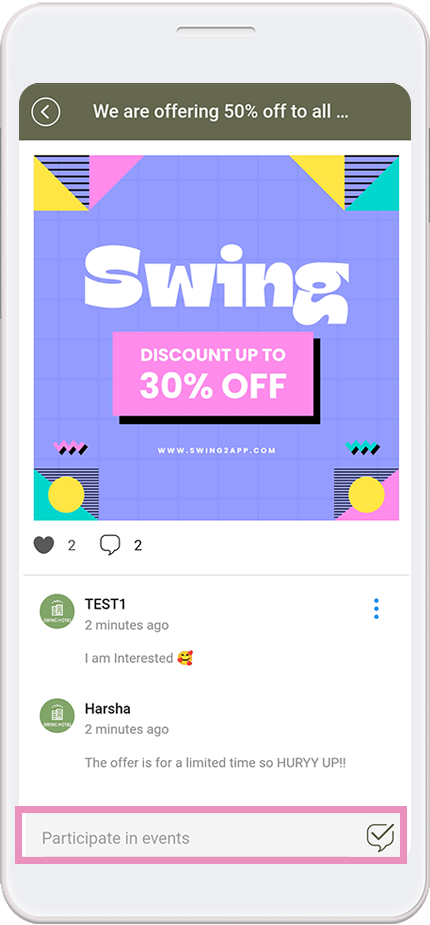 We are offering 50% off to all ...
Swing
DISCOUNT UP TO
30% OFF
WWW.SWING2APP.COM
2 2
TEST1
2 minutes ago
I am Interested 🥰
SWING HOTEL
Harsha
2 minutes ago
The offer is for a limited time so HURYY UP!!
SWING HOTEL
Participate in events